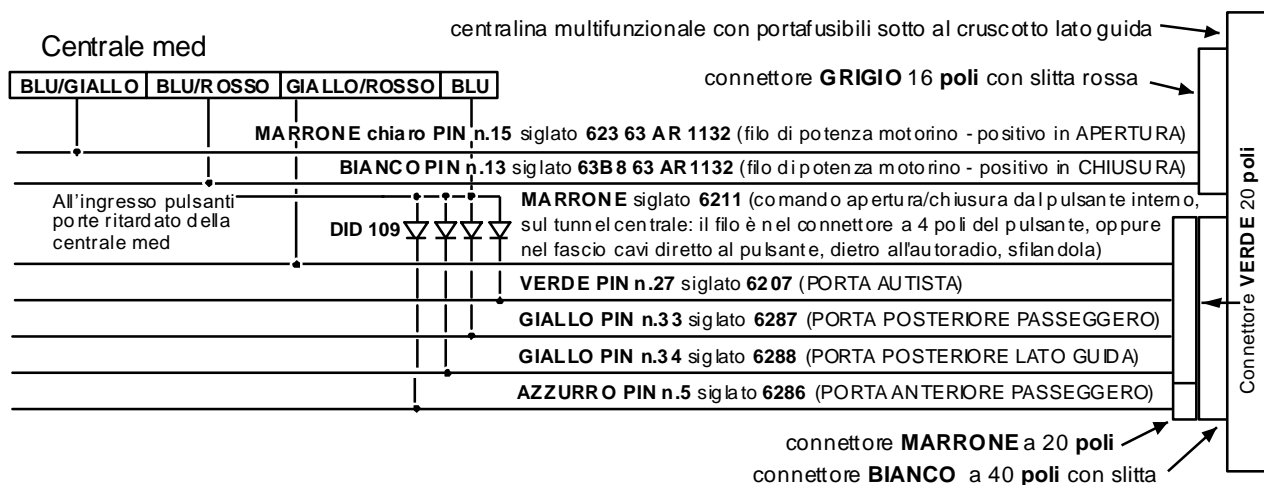 centralina multifunzionale con portafusibili sotto al cruscotto lato guida
Centrale med
connettore GRIGIO 16 poli con slitta rossa
BLU/GIALLO BLU/ROSSO GIALLO/ROSSO BLU
MARRONE chiaro PIN n.15 siglato 623 63 AR 1132 (filo di potenza motorino - positivo in APERTURA)
BIANCO PIN n.13 siglato 63B8 63 AR 1132 (filo di potenza motorino - positivo in CHIUSURA)
All'ingresso pulsanti
porte ritardato della
centrale med
DID 109
MARRONE siglato 6211 (comando apertura/chiusura dal pulsante interno,
sul tunnel centrale: il filo è nel connettore a 4 poli del pulsante, oppure
nel fascio cavi diretto al pulsante, dietro all'autoradio, sfilandola)
VERDE PIN n.27 siglato 6207 (PORTA AUTISTA)
GIALLO PIN n.33 siglato 6287 (PORTA POSTERIORE PASSEGGERO)
GIALLO PIN n.34 siglato 6288 (PORTA POSTERIORE LATO GUIDA)
AZZURRO PIN n.5 siglato 6286 (PORTA ANTERIORE PASSEGGERO)
Connettore VERDE 20 poli
connettore MARRONE a 20 poli
connettore BIANCO a 40 poli con slitta